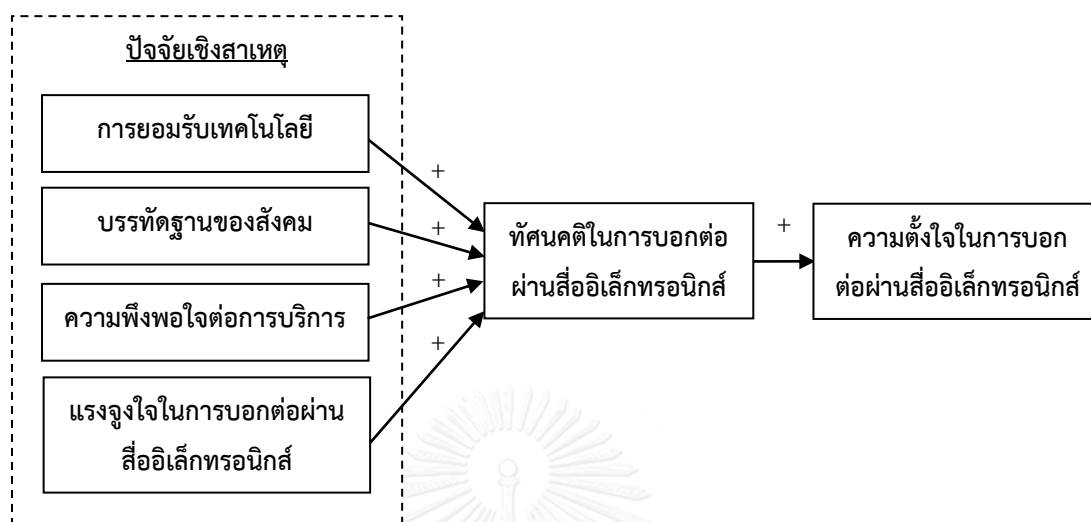 ปัจจัยเชิงสาเหตุ
การยอมรับเทคโนโลยี
บรรทัดฐานของสังคม
ความพึงพอใจต่อการบริการ
แรงจูงใจในการบอกต่อผ่าน
สื่ออิเล็กทรอนิกส์
+
+
+
+
ทัศนคติในการบอกต่อ
ผ่านสื่ออิเล็กทรอนิกส์
+
ความตั้งใจในการบอก
ต่อผ่านสื่ออิเล็กทรอนิกส์